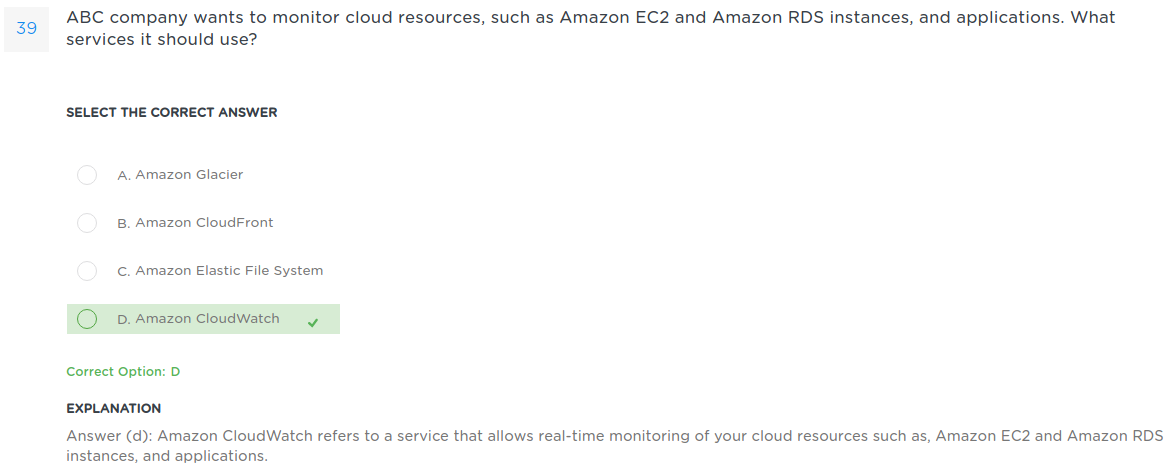 39
ABC company wants to monitor cloud resources, such as Amazon EC2 and Amazon RDS instances, and applications. What
services it should use?
SELECT THE CORRECT ANSWER
A. Amazon Glacier
B. Amazon CloudFront
C. Amazon Elastic File System
D. Amazon CloudWatch
Correct Option: D
EXPLANATION
Answer (d): Amazon CloudWatch refers to a service that allows real-time monitoring of your cloud resources such as, Amazon EC2 and Amazon RDS
instances, and applications.